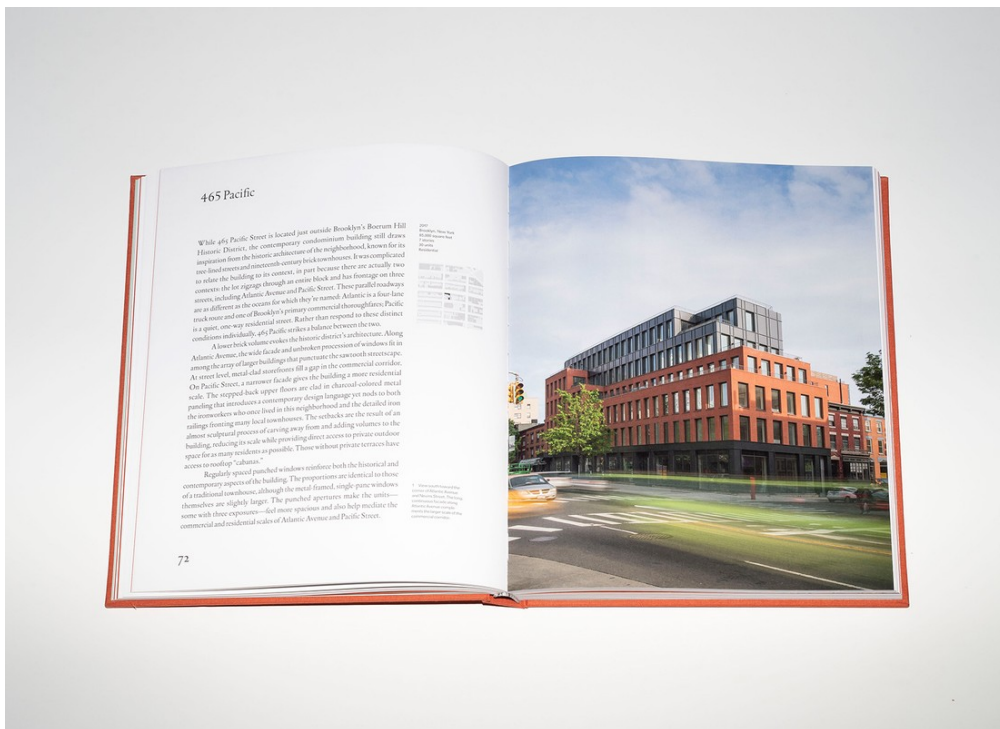 465 Pacific
While 465 Pacific Street is located just outside Brooklyn's Boerum Hill
Historic District, the contemporary condominium building still draws
inspiration from the historic architecture of the neighborhood, known for its
tree-lined streets and nineteenth-century brick townhouses. It was complicated
to relate the building to its context, in part because there are actually two
contexts: the lot zigzags through an entire block and has frontage on three
streets, including Atlantic Avenue and Pacific Street. These parallel roadways
are as different as the oceans for which they're named: Atlantic is a four-lane
truck route and one of Brooklyn's primary commercial thoroughfares; Pacific
is a quiet, one-way residential street. Rather than respond to these distinct
conditions individually, 465 Pacific strikes a balance between the two.
A lower brick volume evokes the historic district's architecture. Along
Atlantic Avenue, the wide facade and unbroken procession of windows fit in
among the array of larger buildings that punctuate the sawtooth streetscape.
At street level, metal-clad storefronts fill a gap in the commercial corridor.
On Pacific Street, a narrower facade gives the building a more residential
scale. The stepped-back upper floors are clad in charcoal-colored metal
paneling that introduces a contemporary design language yet nods to both
the ironworkers who once lived in this neighborhood and the detailed iron
railings fronting many local townhouses. The setbacks are the result of an
almost sculptural process of carving away from and adding volumes to the
building, reducing its scale while providing direct access to private outdoor
space for as many residents as possible. Those without private terraces have
access to rooftop "cabanas."
Regularly spaced punched windows reinforce both the historical and
contemporary aspects of the building. The proportions are identical to those
of a traditional townhouse, although the metal-framed, single-pane windows
themselves are slightly larger. The punched apertures make the units—
some with three exposures—feel more spacious and also help mediate the
commercial and residential scales of Atlantic Avenue and Pacific Street.
72
Brooklyn, New York
7 stories